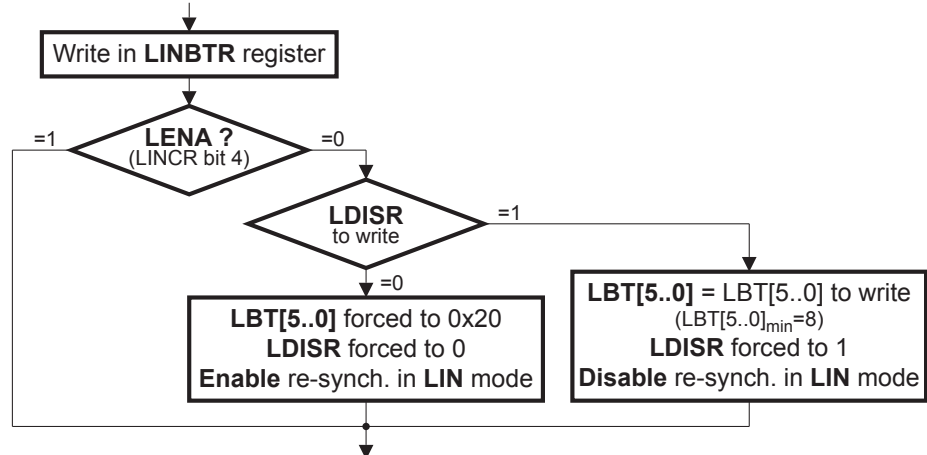 Write in LINBTR register
=1
LENA ?
(LINCR bit 4)
=0
LDISR
to write
=1
=0
LBT[5..0] forced to 0x20
LDISR forced to 0
Enable re-synch. in LIN mode
LBT[5..0] = LBT[5..0] to write
(LBT[5..0]min=8)
LDISR forced to 1
Disable re-synch. in LIN mode